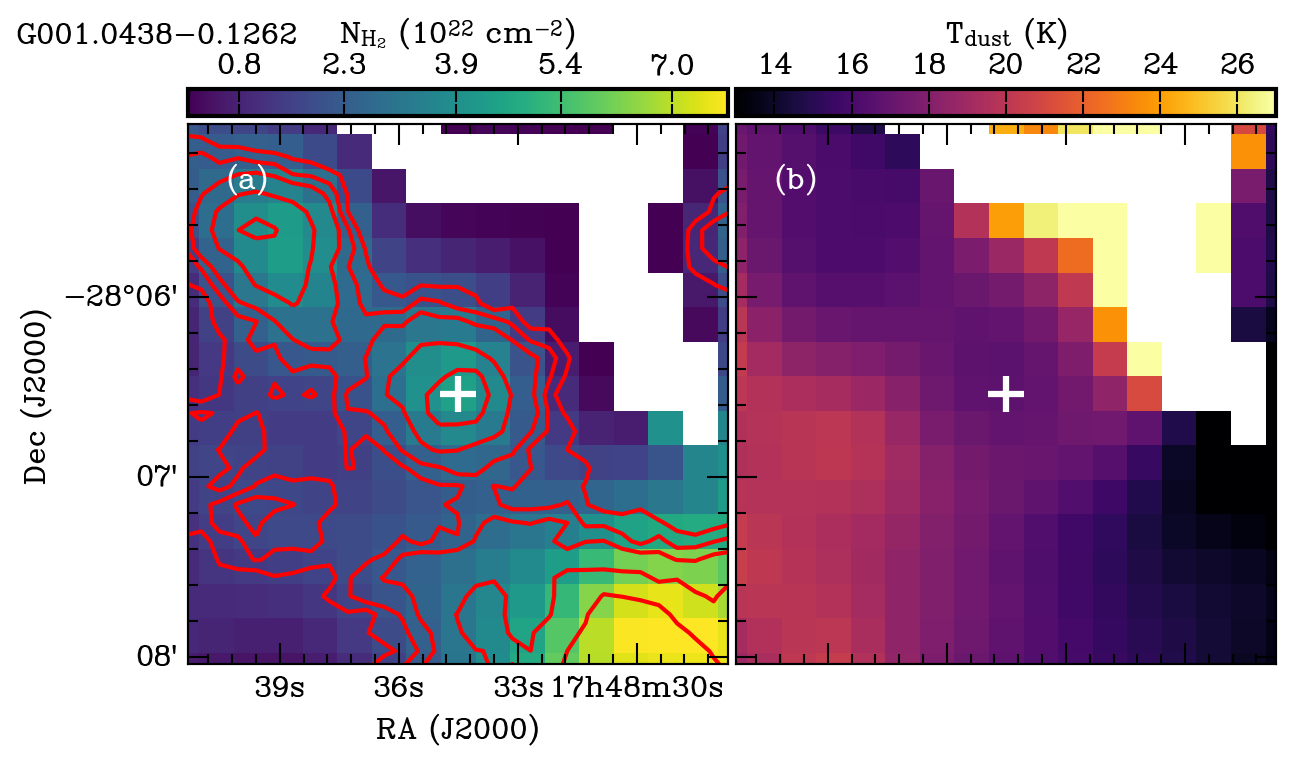 G001.0438−0.1262 N_H₂ (10²² cm⁻²) T_dust (K)
0.8 2.3 3.9 5.4 7.0 14 16 18 20 22 24 26
(a) (b)
−28°06'
07'
08'
Dec (J2000)
39s 36s 33s 17h48m30s
RA (J2000)